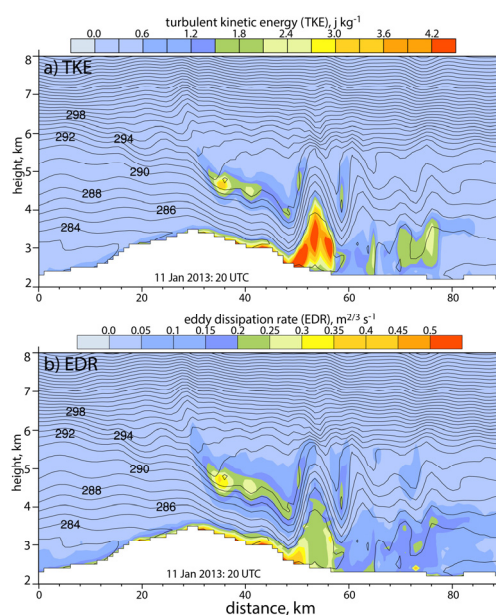 turbulent kinetic energy (TKE), j kg-1
0.0 0.6 1.2 1.8 2.4 3.0 3.6 4.2
a) TKE
8
7
6
5
4
3
2
height, km
298
292
294
290
288
286
284
11 Jan 2013: 20 UTC
0 20 40 60 80
eddy dissipation rate (EDR), m2/3 s-1
0.0 0.05 0.1 0.15 0.2 0.25 0.3 0.35 0.4 0.45 0.5
b) EDR
8
7
6
5
4
3
2
height, km
298
292
294
290
288
286
284
11 Jan 2013: 20 UTC
0 20 40 60 80
distance, km